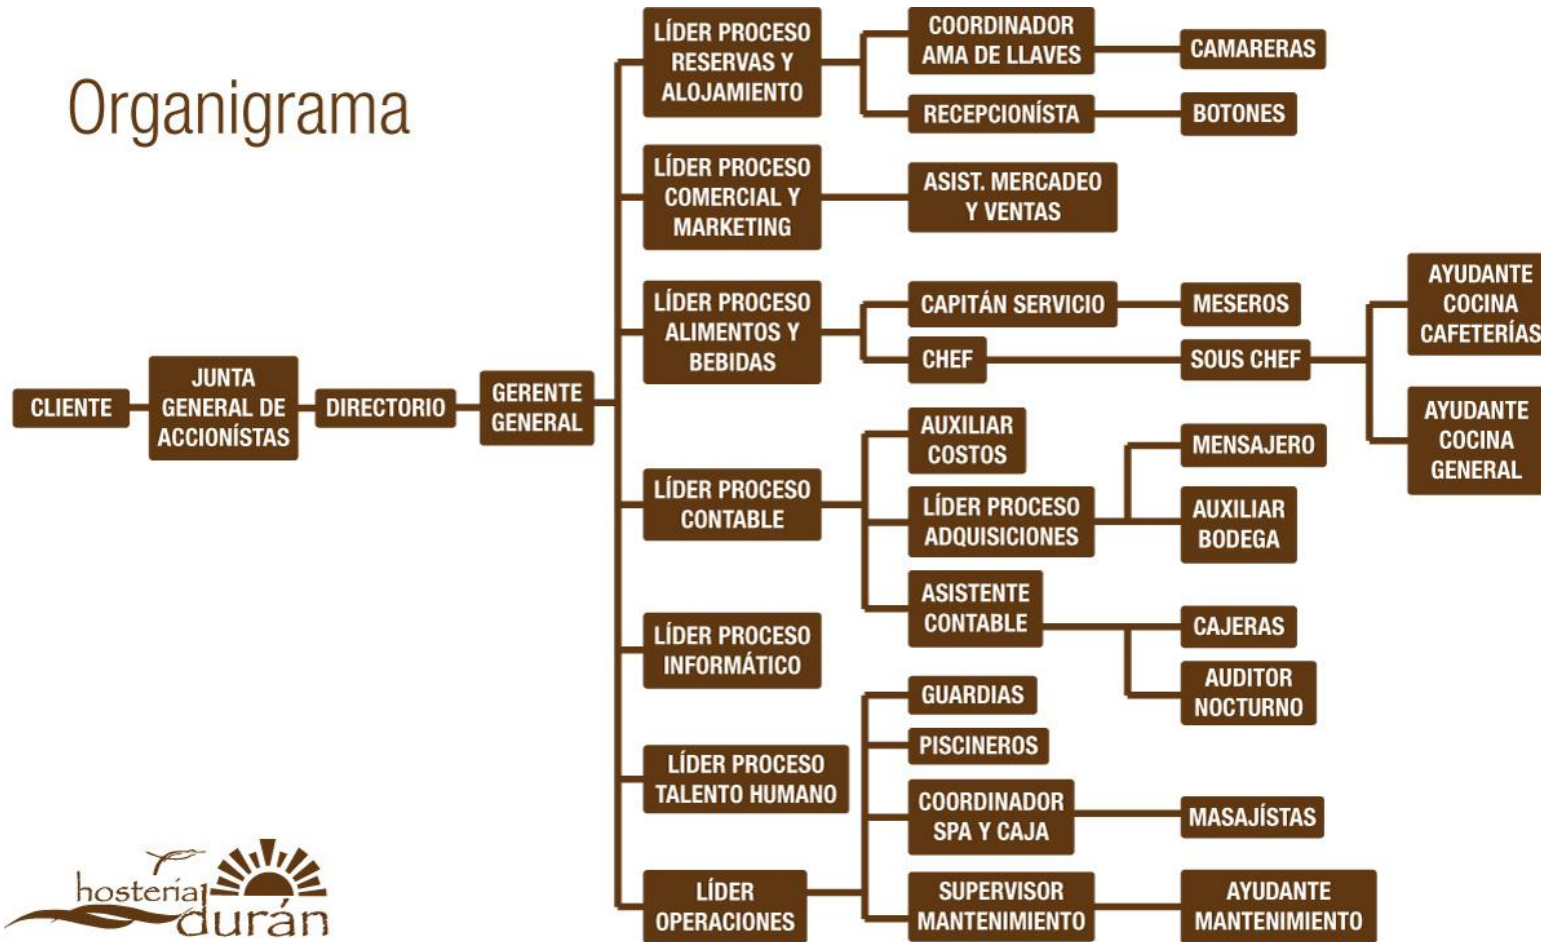 Organigrama
CLIENTE
JUNTA
GENERAL DE
ACCIONÍSTAS
DIRECTORIO
GERENTE
GENERAL
LÍDER PROCESO
RESERVAS Y
ALOJAMIENTO
COORDINADOR
AMA DE LLAVES
CAMARERAS
RECEPCIONÍSTA
BOTONES
LÍDER PROCESO
COMERCIAL Y
MARKETING
ASIST. MERCADEO
Y VENTAS
LÍDER PROCESO
ALIMENTOS Y
BEBIDAS
CAPITÁN SERVICIO
MESEROS
CHEF
SOUS CHEF
AYUDANTE
COCINA
CAFETERÍAS
AYUDANTE
COCINA
GENERAL
LÍDER PROCESO
CONTABLE
AUXILIAR
COSTOS
LÍDER PROCESO
ADQUISICIONES
MENSAJERO
AUXILIAR
BODEGA
ASISTENTE
CONTABLE
CAJERAS
AUDITOR
NOCTURNO
LÍDER PROCESO
INFORMÁTICO
LÍDER PROCESO
TALENTO HUMANO
LÍDER
OPERACIONES
GUARDIAS
PISCINEROS
COORDINADOR
SPA Y CAJA
MASAJÍSTAS
SUPERVISOR
MANTENIMIENTO
AYUDANTE
MANTENIMIENTO
hostería
durán